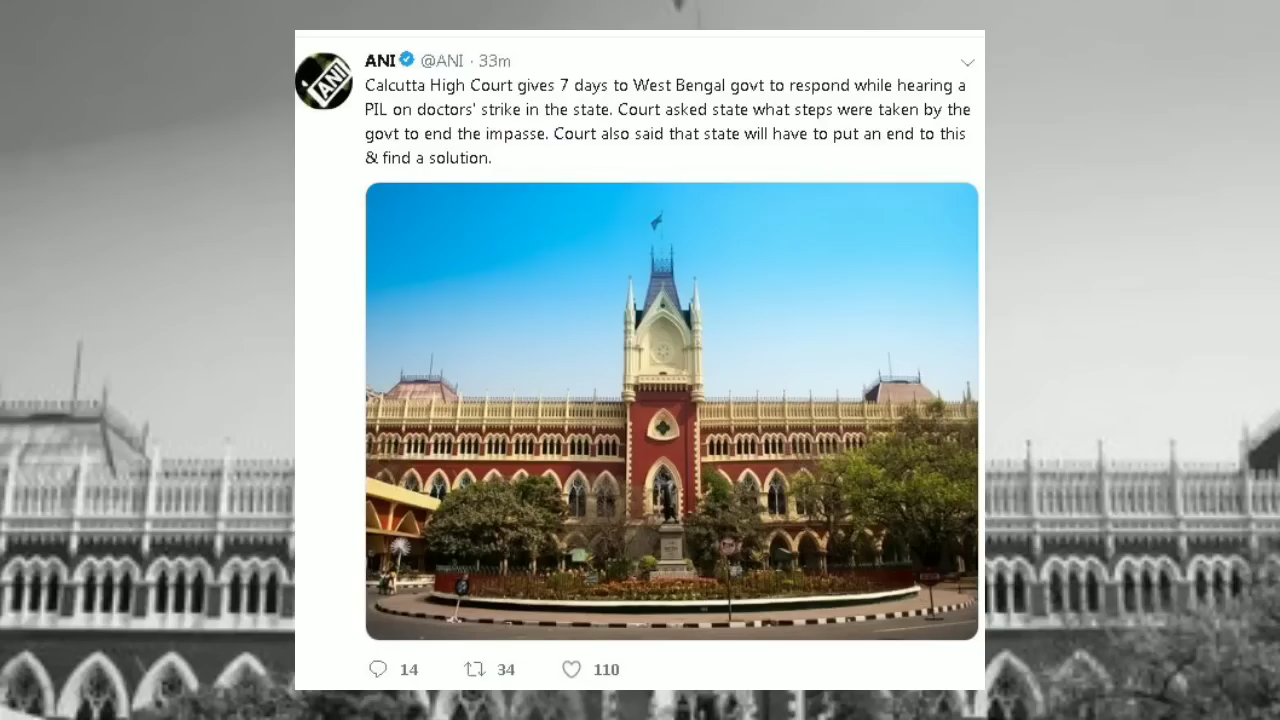 ANI @ANI · 33m
Calcutta High Court gives 7 days to West Bengal govt to respond while hearing a
PIL on doctors' strike in the state. Court asked state what steps were taken by the
govt to end the impasse. Court also said that state will have to put an end to this
& find a solution.
ANI
14 34 110